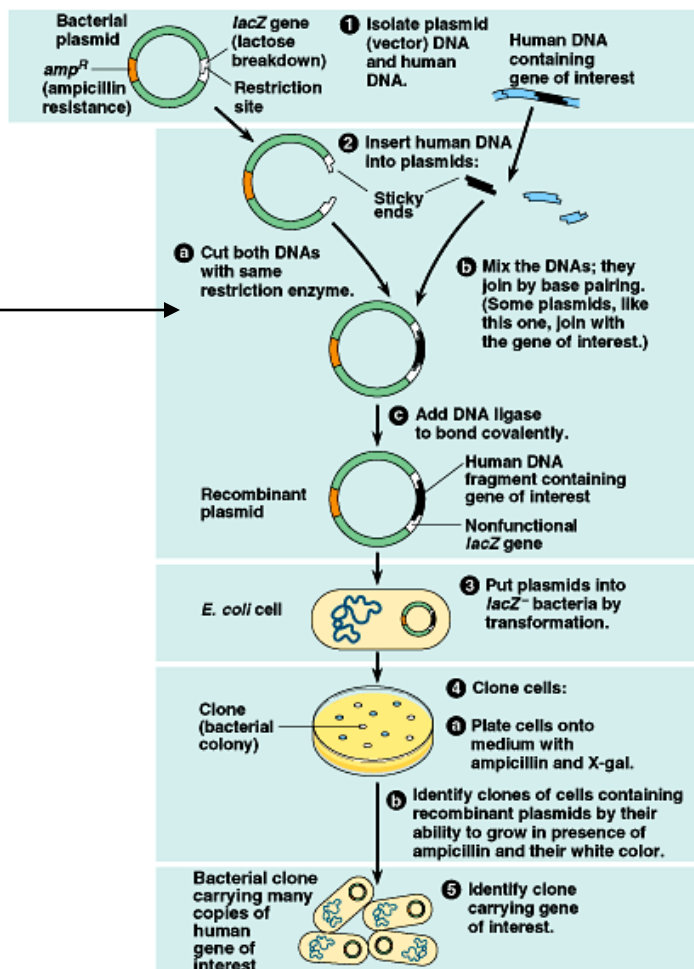 Bacterial
plasmid
lacZ gene
(lactose
breakdown)
ampR
(ampicillin
resistance)
Restriction
site
1 Isolate plasmid
(vector) DNA
and human
DNA.
Human DNA
containing
gene of interest
2 Insert human DNA
into plasmids:
Sticky
ends
a Cut both DNAs
with same
restriction enzyme.
b Mix the DNAs; they
join by base pairing.
(Some plasmids, like
this one, join with
the gene of interest.)
c Add DNA ligase
to bond covalently.
Recombinant
plasmid
Human DNA
fragment containing
gene of interest
Nonfunctional
lacZ gene
E. coli cell
3 Put plasmids into
lacZ– bacteria by
transformation.
Clone
(bacterial
colony)
4 Clone cells:
a Plate cells onto
medium with
ampicillin and X-gal.
b Identify clones of cells containing
recombinant plasmids by their
ability to grow in presence of
ampicillin and their white color.
Bacterial clone
carrying many
copies of
human
gene of
interest
5 Identify clone
carrying gene
of interest.